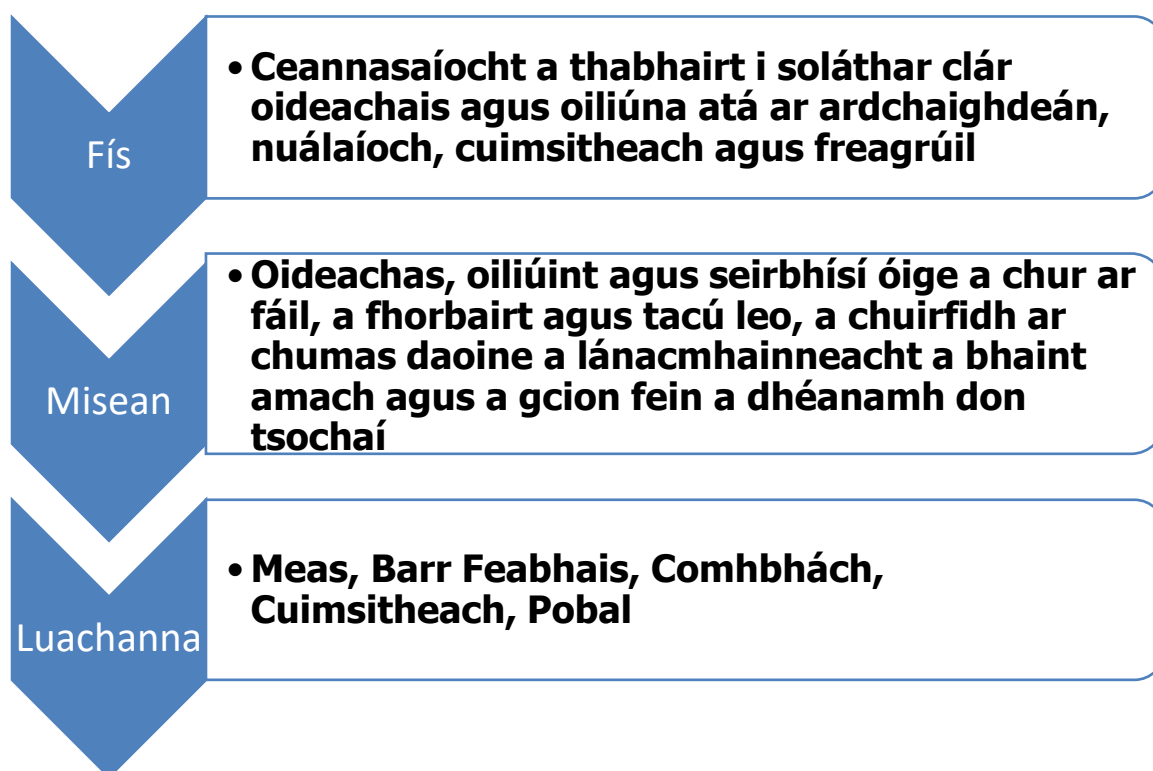 Fís
• Ceannasaíocht a thabhairt i soláthar clár
oideachais agus oiliúna atá ar ardchaighdeán,
nuálaíoch, cuimsitheach agus freagrúil
Misean
• Oideachas, oiliúint agus seirbhísí óige a chur ar
fáil, a fhorbairt agus tacú leo, a chuirfidh ar
chumas daoine a lánacmhainneacht a bhaint
amach agus a gcion fein a dhéanamh don
tsochaí
Luachanna
• Meas, Barr Feabhais, Comhbhách,
Cuimsitheach, Pobal